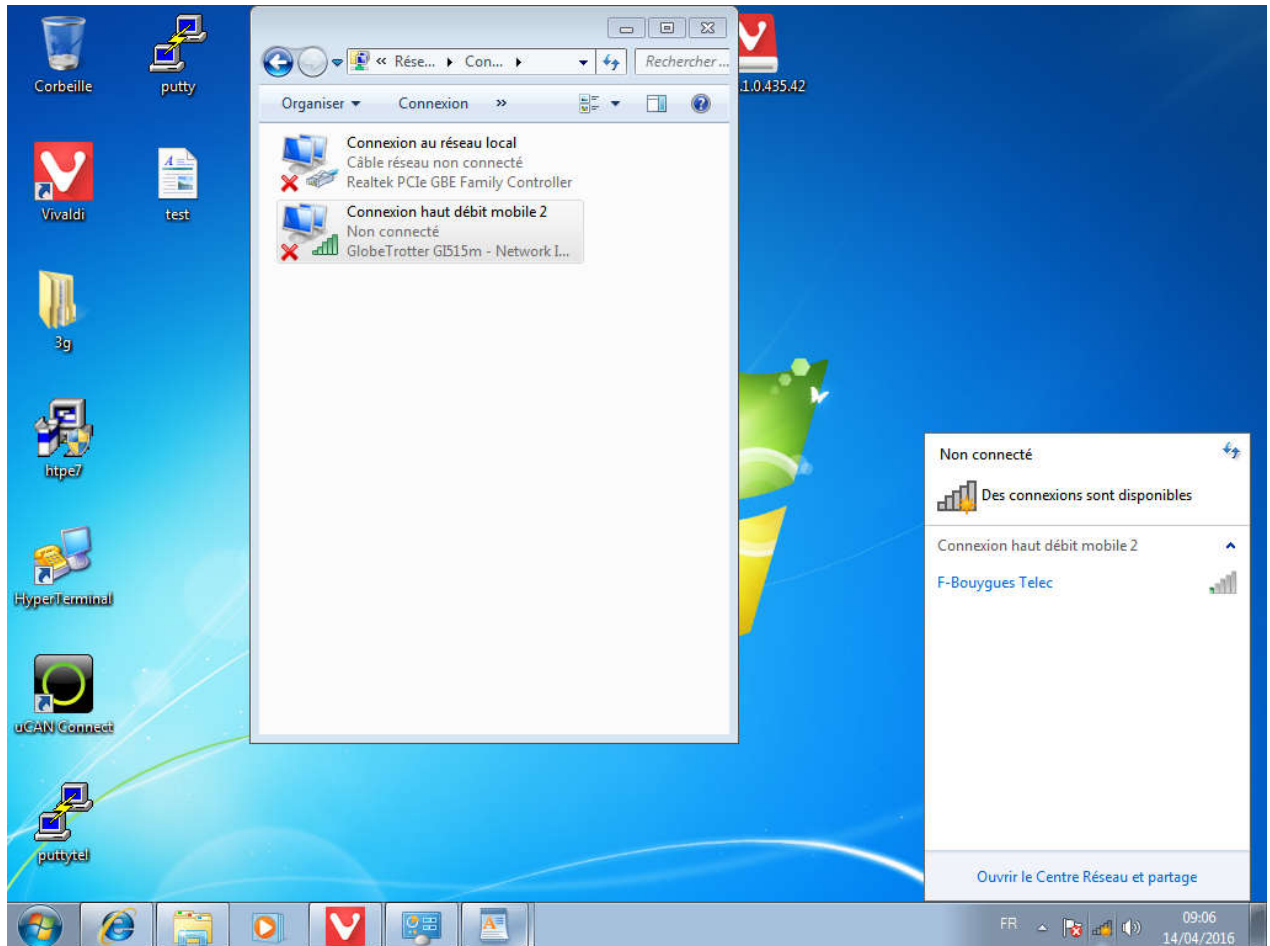 Corbeille
putty
Vivaldi
test
3g
htpe7
HyperTerminal
uCAN Connect
puttytel
.1.0.435.42
« Rése... Con...
Rechercher ...
Organiser Connexion »
Connexion au réseau local
Câble réseau non connecté
Realtek PCIe GBE Family Controller
Connexion haut débit mobile 2
Non connecté
GlobeTrotter GI515m - Network I...
Non connecté
Des connexions sont disponibles
Connexion haut débit mobile 2
F-Bouygues Telec
Ouvrir le Centre Réseau et partage
FR
09:06
14/04/2016